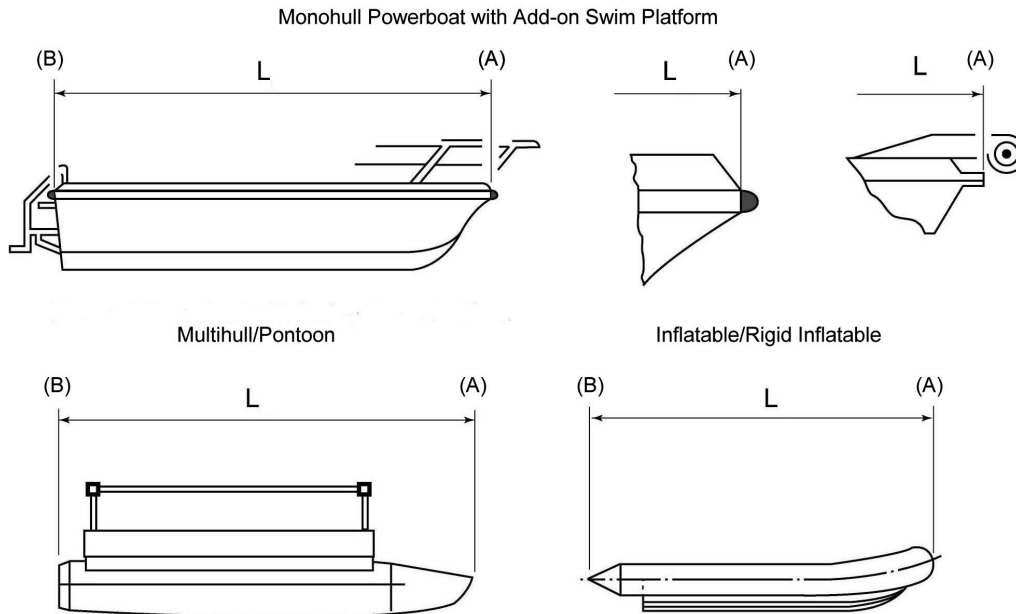 Monohull Powerboat with Add-on Swim Platform
(B) L (A)
L (A)
L (A)
Multihull/Pontoon
Inflatable/Rigid Inflatable
(B) L (A)
(B) L (A)